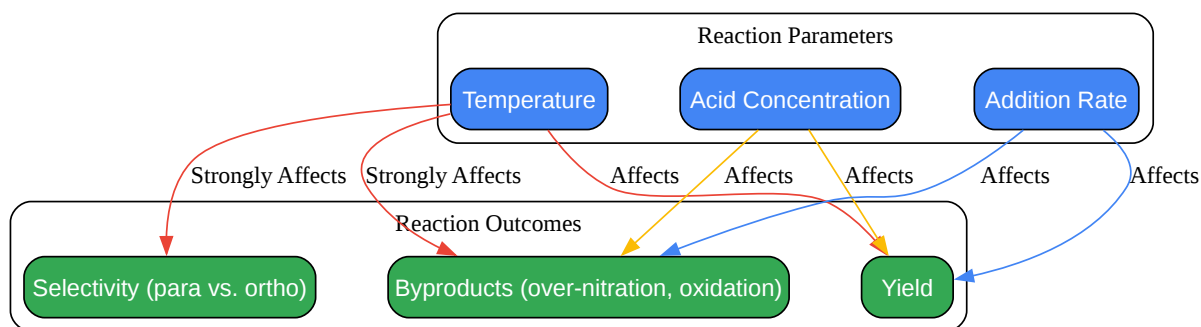 Reaction Parameters
Temperature
Acid Concentration
Addition Rate
Strongly Affects
Strongly Affects
Affects
Affects
Affects
Affects
Affects
Reaction Outcomes
Selectivity (para vs. ortho)
Byproducts (over-nitration, oxidation)
Yield